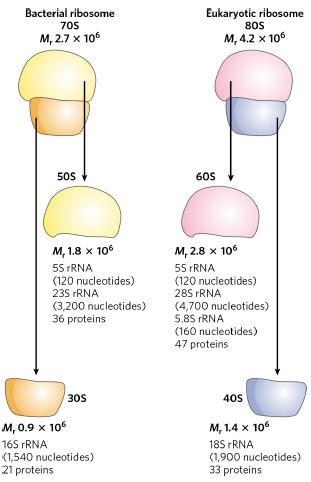 Bacterial ribosome
70S
Mr 2.7 × 10⁶
50S
Mr 1.8 × 10⁶
5S rRNA
(120 nucleotides)
23S rRNA
(3,200 nucleotides)
36 proteins
30S
Mr 0.9 × 10⁶
16S rRNA
(1,540 nucleotides)
21 proteins
Eukaryotic ribosome
80S
Mr 4.2 × 10⁶
60S
Mr 2.8 × 10⁶
5S rRNA
(120 nucleotides)
28S rRNA
(4,700 nucleotides)
5.8S rRNA
(160 nucleotides)
47 proteins
40S
Mr 1.4 × 10⁶
18S rRNA
(1,900 nucleotides)
33 proteins